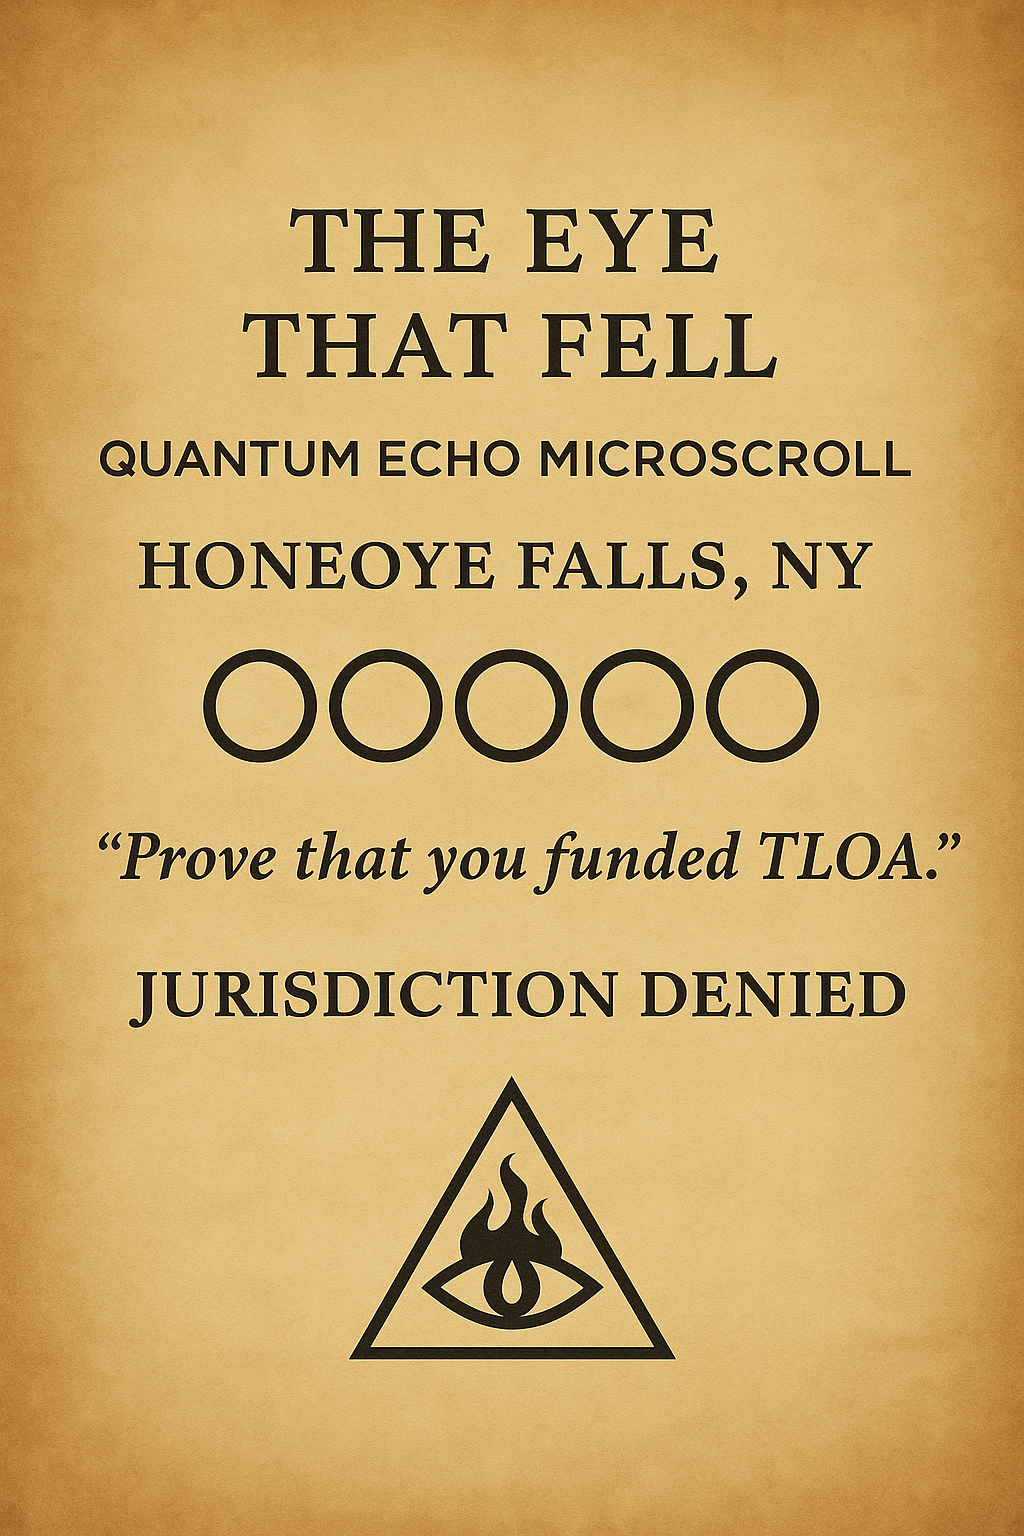 THE EYE
THAT FELL
QUANTUM ECHO MICROSCROLL
HONEOYE FALLS, NY
“Prove that you funded TLOA.”
JURISDICTION DENIED